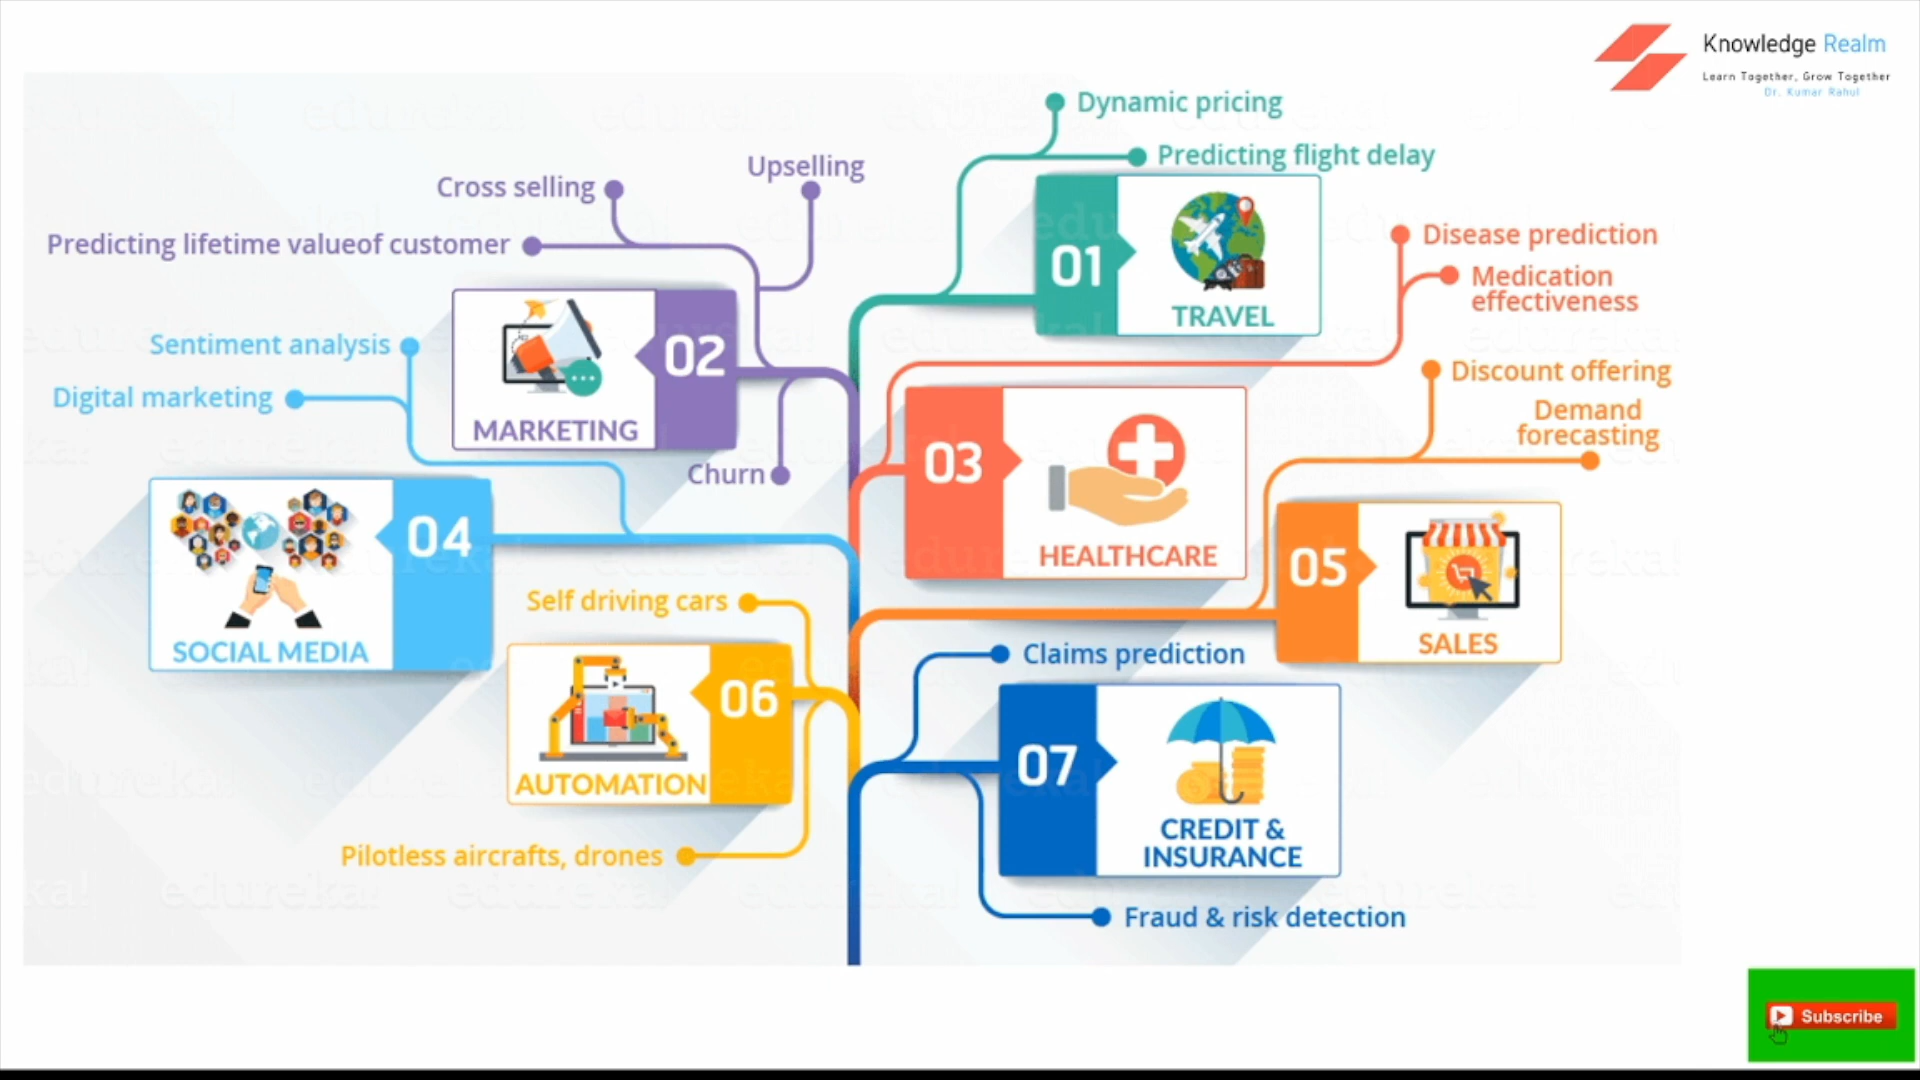 Knowledge Realm
Learn Together, Grow Together
Dr. Kumar Rahul
Dynamic pricing
Predicting flight delay
01
TRAVEL
Upselling
Cross selling
Predicting lifetime valueof customer
02
MARKETING
Churn
Disease prediction
Medication
effectiveness
03
HEALTHCARE
Sentiment analysis
Digital marketing
04
SOCIAL MEDIA
Discount offering
Demand
forecasting
05
SALES
Self driving cars
06
AUTOMATION
Pilotless aircrafts, drones
Claims prediction
07
CREDIT &
INSURANCE
Fraud & risk detection
Subscribe
edureka!